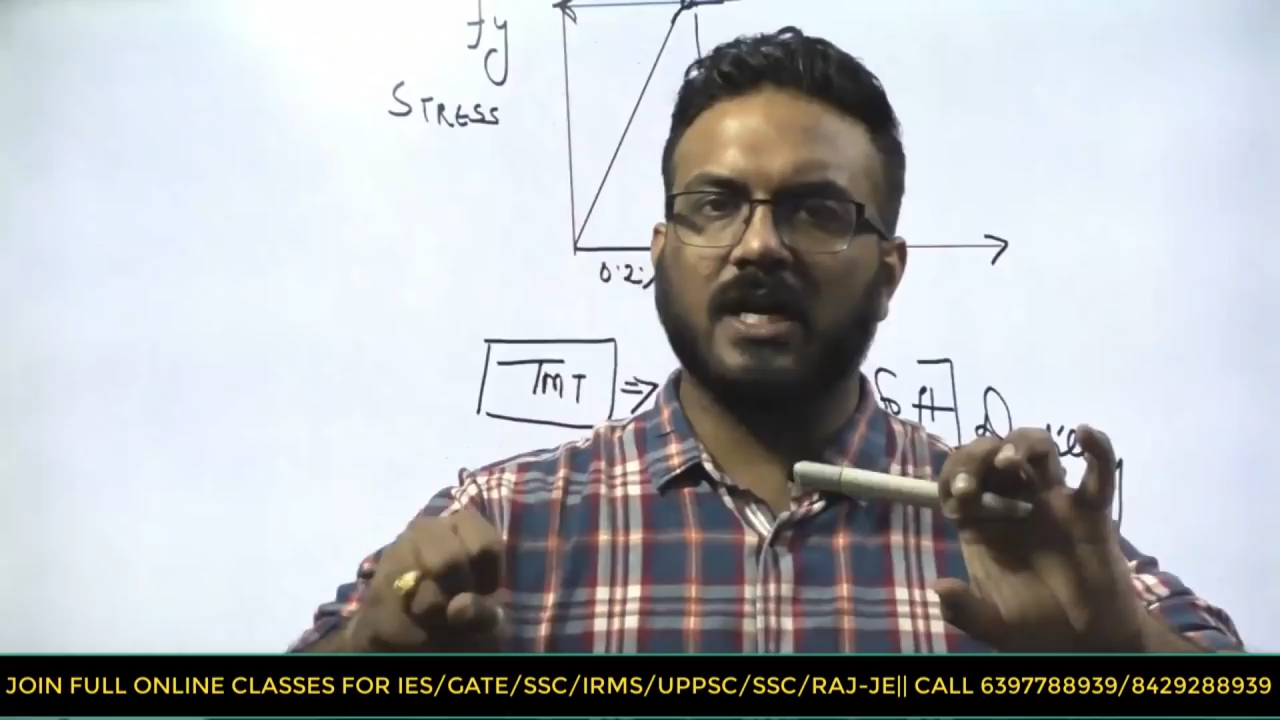 fy
STRESS
0.2%
TMT ⇒ Soft
JOIN FULL ONLINE CLASSES FOR IES/GATE/SSC/IRMS/UPPSC/SSC/RAJ-JE|| CALL 6397788939/8429288939